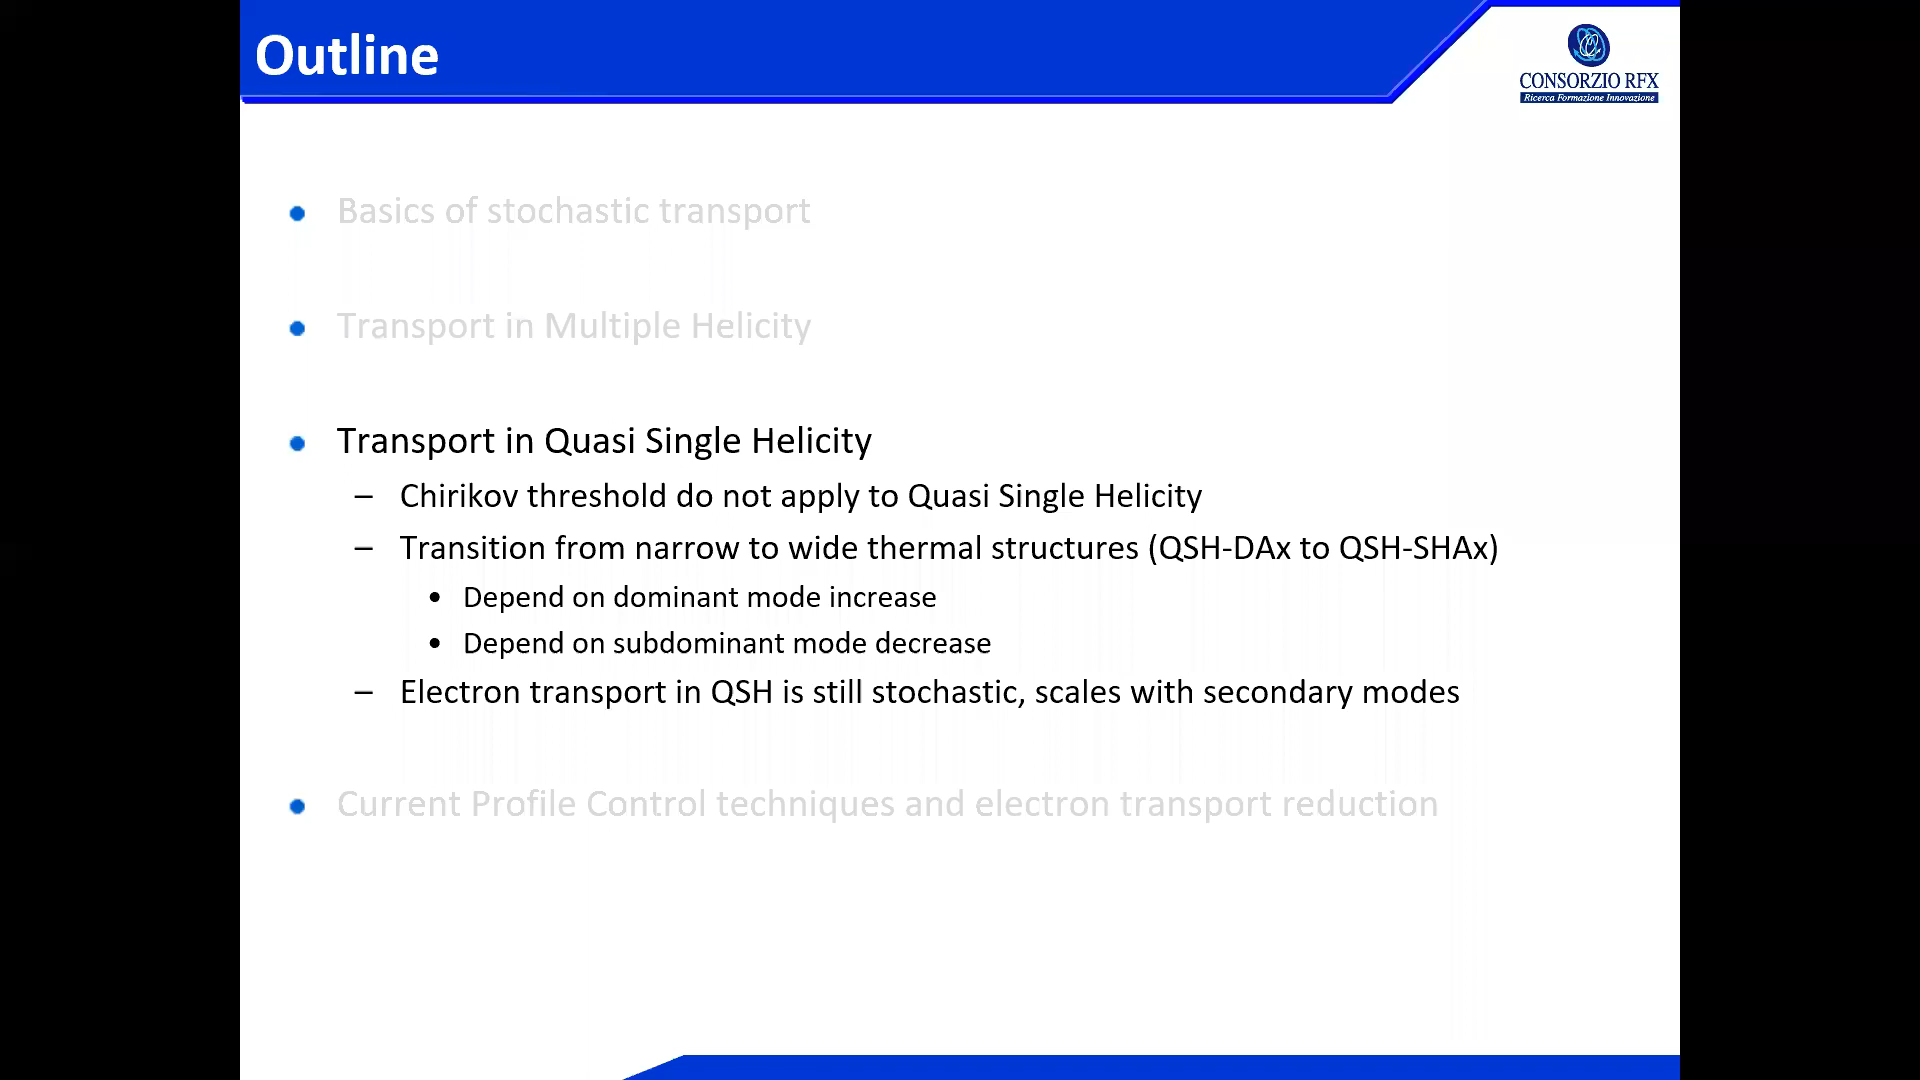 Outline
CONSORZIO RFX
Ricerca Formazione Innovazione
Basics of stochastic transport
Transport in Multiple Helicity
Transport in Quasi Single Helicity
– Chirikov threshold do not apply to Quasi Single Helicity
– Transition from narrow to wide thermal structures (QSH-DAx to QSH-SHAx)
• Depend on dominant mode increase
• Depend on subdominant mode decrease
– Electron transport in QSH is still stochastic, scales with secondary modes
Current Profile Control techniques and electron transport reduction